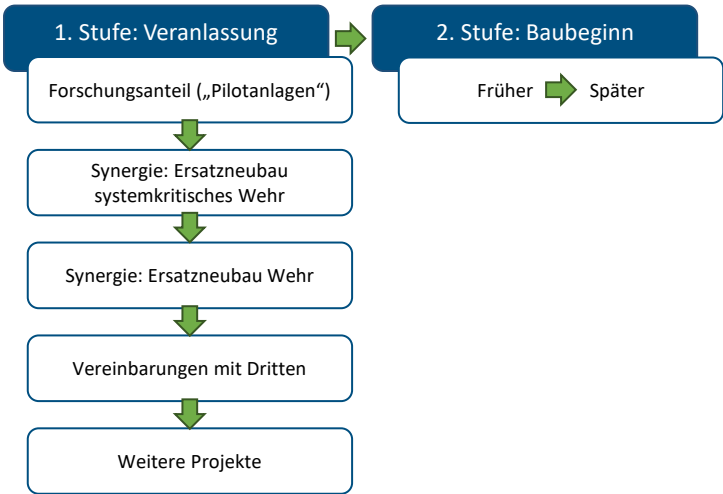 1. Stufe: Veranlassung
2. Stufe: Baubeginn
Forschungsanteil („Pilotanlagen“)
Früher
Später
Synergie: Ersatzneubau
systemkritisches Wehr
Synergie: Ersatzneubau Wehr
Vereinbarungen mit Dritten
Weitere Projekte